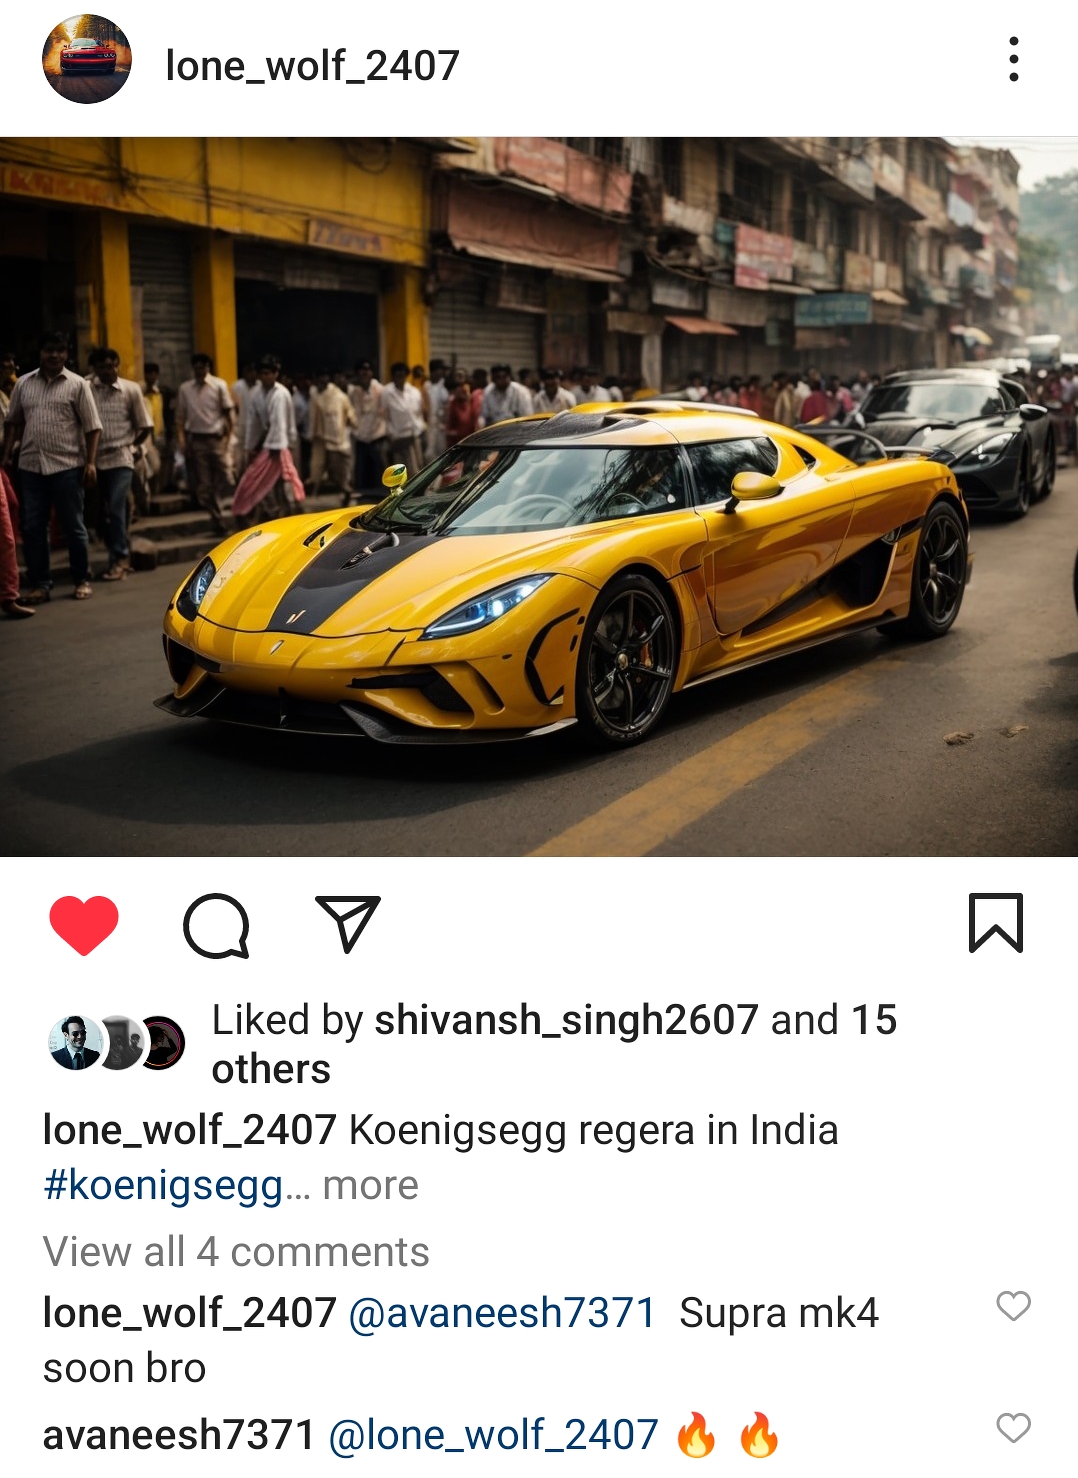 lone_wolf_2407
Liked by shivansh_singh2607 and 15
others
lone_wolf_2407 Koenigsegg regera in India
#koenigsegg... more
View all 4 comments
lone_wolf_2407 @avaneesh7371 Supra mk4
soon bro
avaneesh7371 @lone_wolf_2407 🔥 🔥